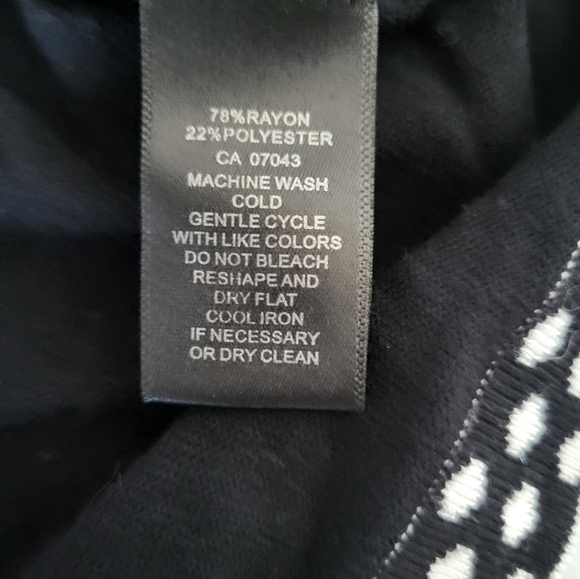 78%RAYON
22%POLYESTER
CA 07043
MACHINE WASH
COLD
GENTLE CYCLE
WITH LIKE COLORS
DO NOT BLEACH
RESHAPE AND
DRY FLAT
COOL IRON
IF NECESSARY
OR DRY CLEAN